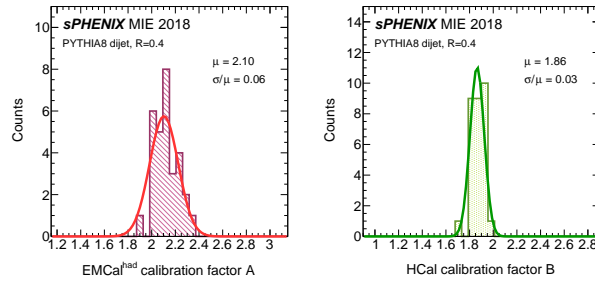 sPHENIX MIE 2018
PYTHIA8 dijet, R=0.4
μ = 2.10
σ/μ = 0.06
Counts
10
8
6
4
2
0
1.2 1.4 1.6 1.8 2 2.2 2.4 2.6 2.8 3
EMCal^had calibration factor A
sPHENIX MIE 2018
PYTHIA8 dijet, R=0.4
μ = 1.86
σ/μ = 0.03
Counts
14
12
10
8
6
4
2
0
1 1.2 1.4 1.6 1.8 2 2.2 2.4 2.6 2.8
HCal calibration factor B